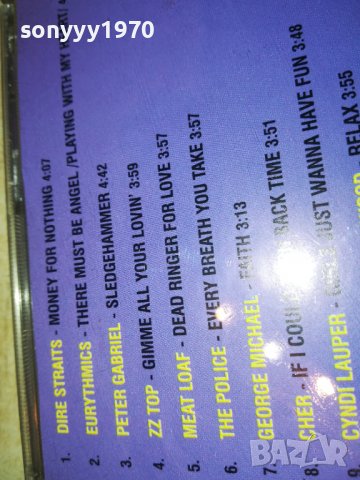 sonyyy1970
1. DIRE STRAITS - MONEY FOR NOTHING 4:07
2. EURYTHMICS - THERE MUST BE ANGEL /PLAYING WITH MY HEART/
3. PETER GABRIEL - SLEDGEHAMMER 4:42
4. ZZ TOP - GIMME ALL YOUR LOVIN' 3:59
5. MEAT LOAF - DEAD RINGER FOR LOVE 3:57
6. THE POLICE - EVERY BREATH YOU TAKE 3:57
7. GEORGE MICHAEL - FAITH 3:13
8. CHER - IF I COULD BACK TIME 3:51
9. CYNDI LAUPER - JUST WANNA HAVE FUN 3:48
RELAX 3:55
BAZAR
bg